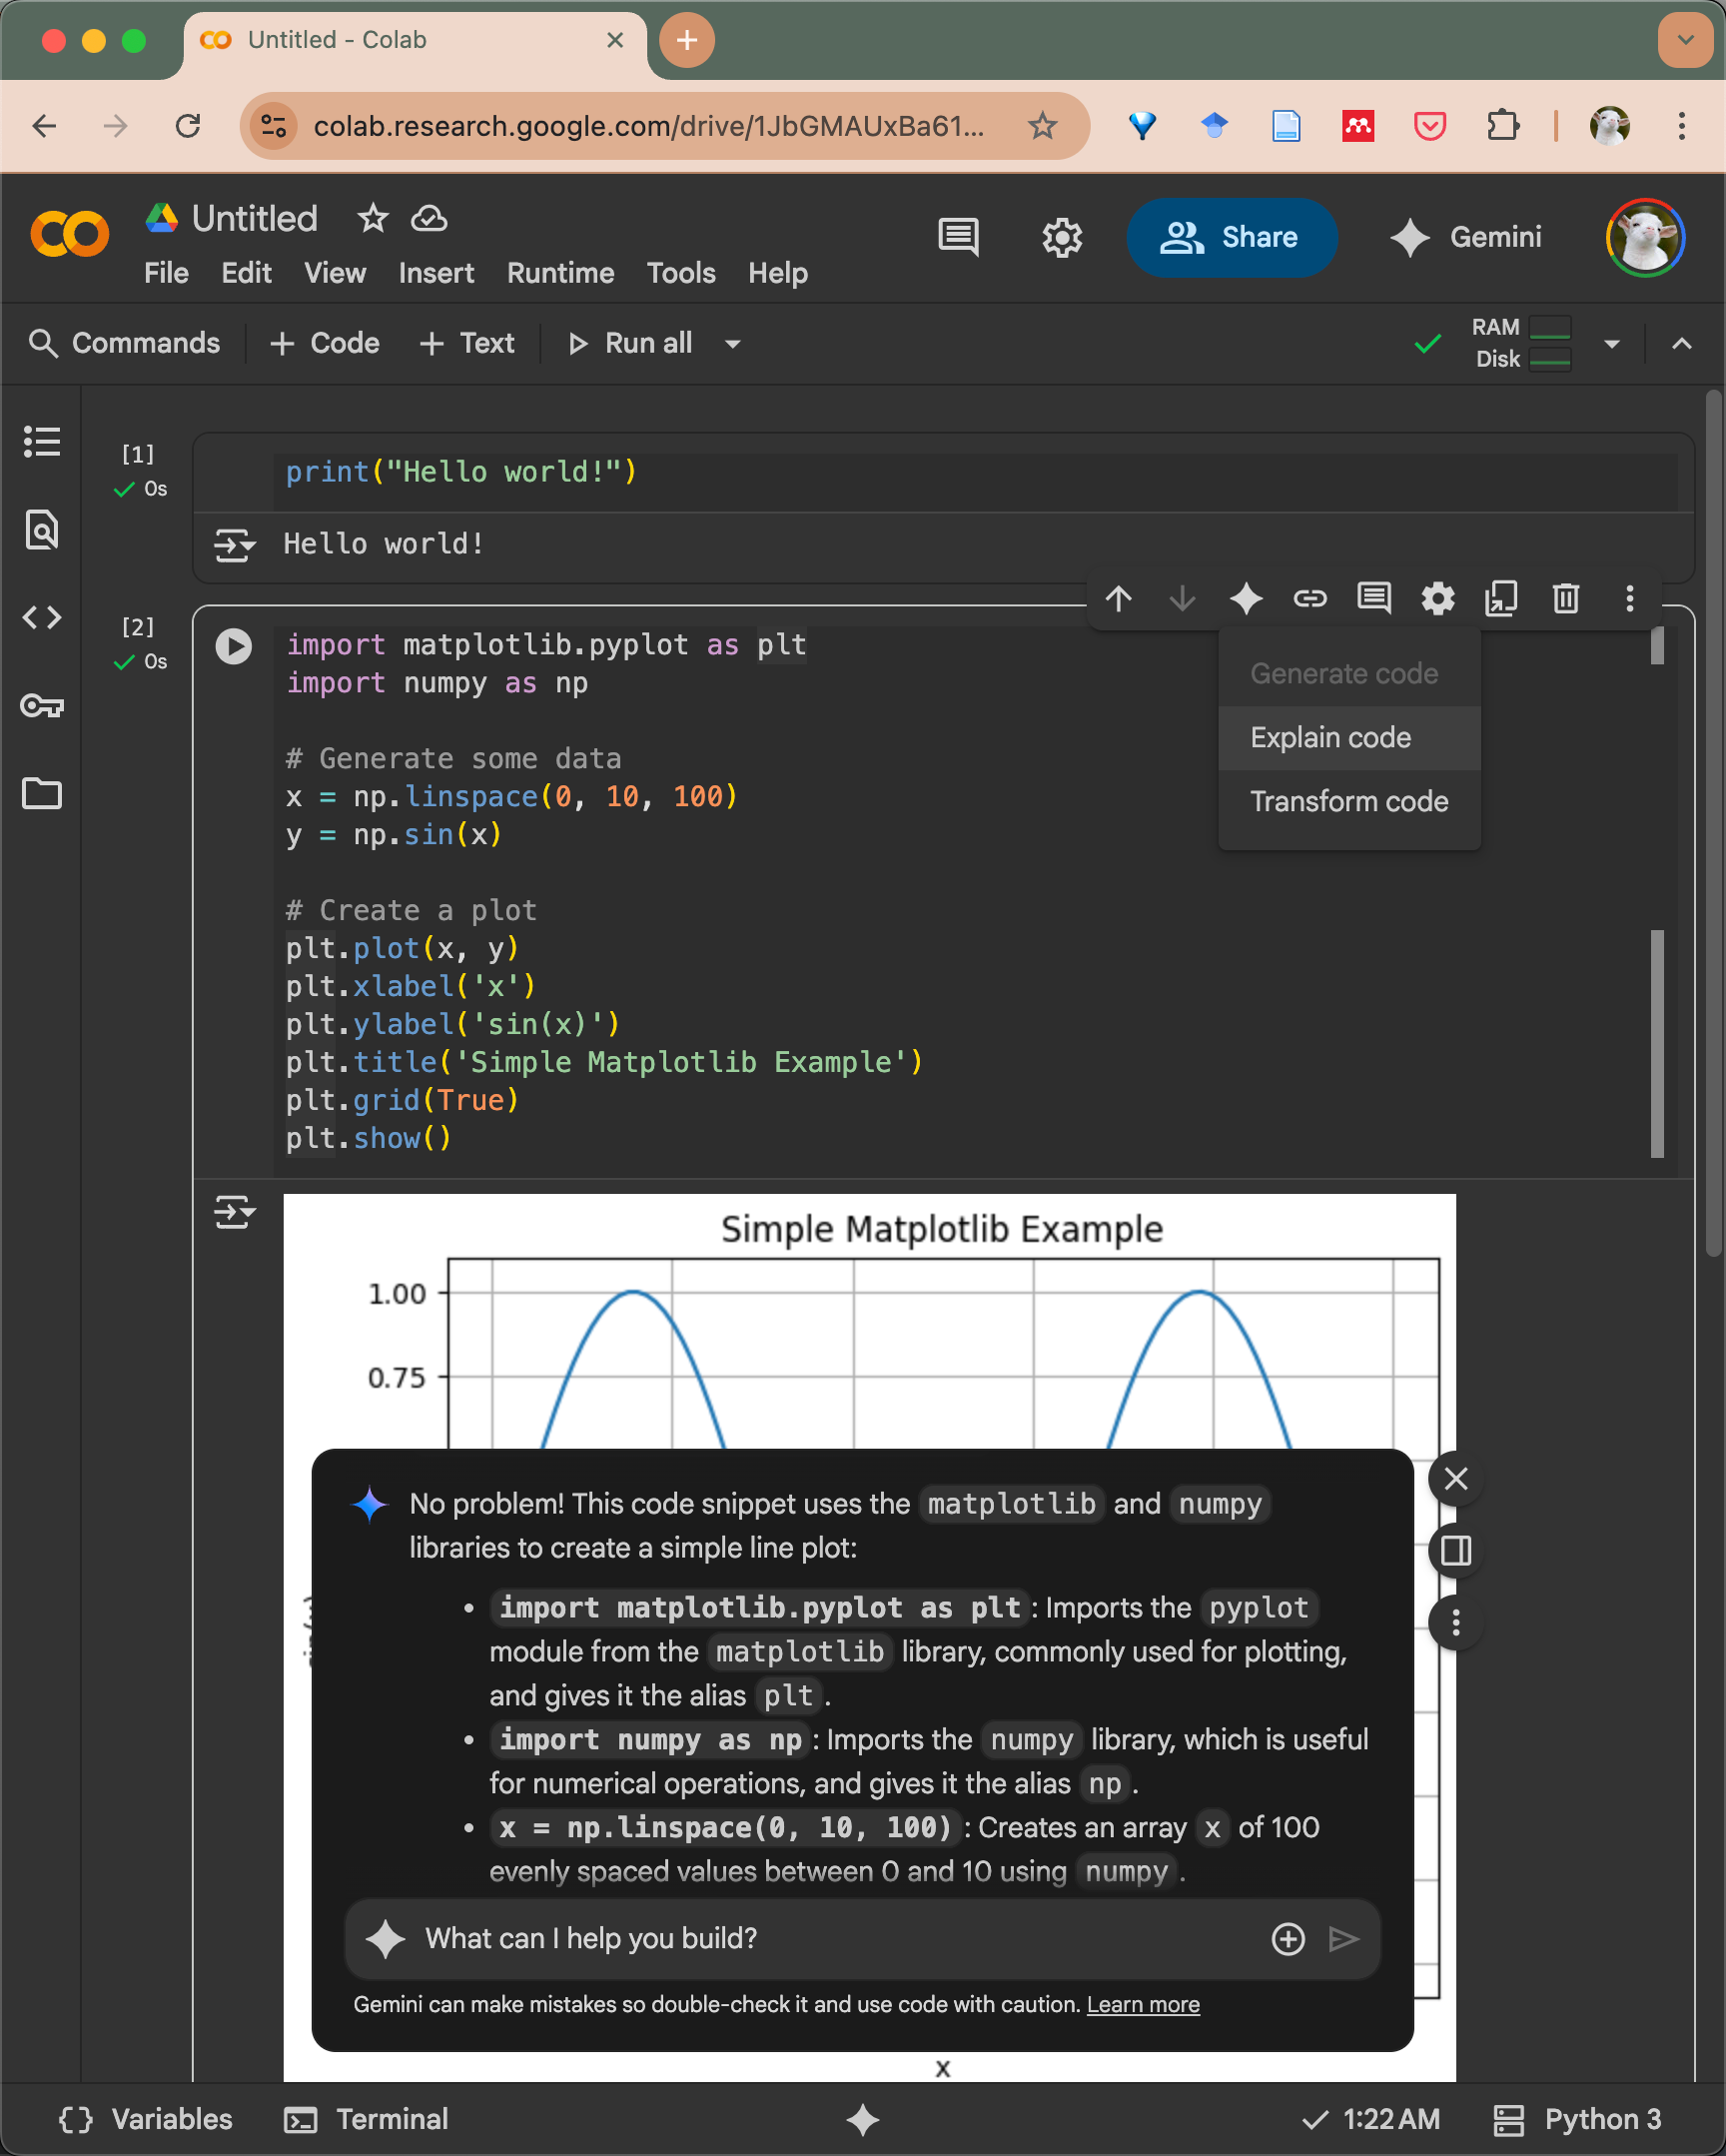 Untitled - Colab
colab.research.google.com/drive/1JbGMAUxBa61...
Untitled
Share
Gemini
File Edit View Insert Runtime Tools Help
Commands + Code + Text Run all
RAM
Disk
[1]
0s
print("Hello world!")
Hello world!
[2]
0s
import matplotlib.pyplot as plt
import numpy as np
# Generate some data
x = np.linspace(0, 10, 100)
y = np.sin(x)
# Create a plot
plt.plot(x, y)
plt.xlabel('x')
plt.ylabel('sin(x)')
plt.title('Simple Matplotlib Example')
plt.grid(True)
plt.show()
Generate code
Explain code
Transform code
Simple Matplotlib Example
1.00
0.75
No problem! This code snippet uses the matplotlib and numpy
libraries to create a simple line plot:
• import matplotlib.pyplot as plt : Imports the pyplot
module from the matplotlib library, commonly used for plotting,
and gives it the alias plt .
• import numpy as np : Imports the numpy library, which is useful
for numerical operations, and gives it the alias np .
• x = np.linspace(0, 10, 100) : Creates an array x of 100
evenly spaced values between 0 and 10 using numpy .
What can I help you build?
Gemini can make mistakes so double-check it and use code with caution. Learn more
x
{} Variables Terminal
1:22 AM Python 3